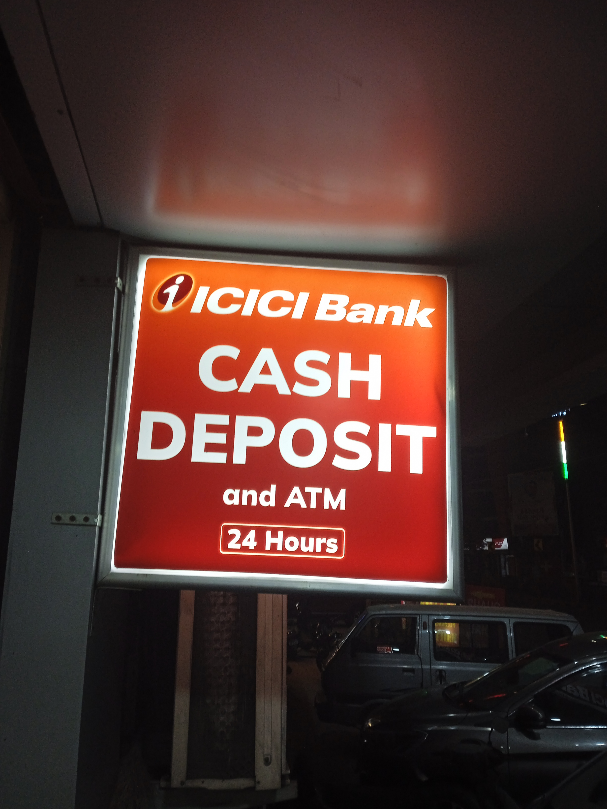 ICICI Bank
CASH
DEPOSIT
and ATM
24 Hours